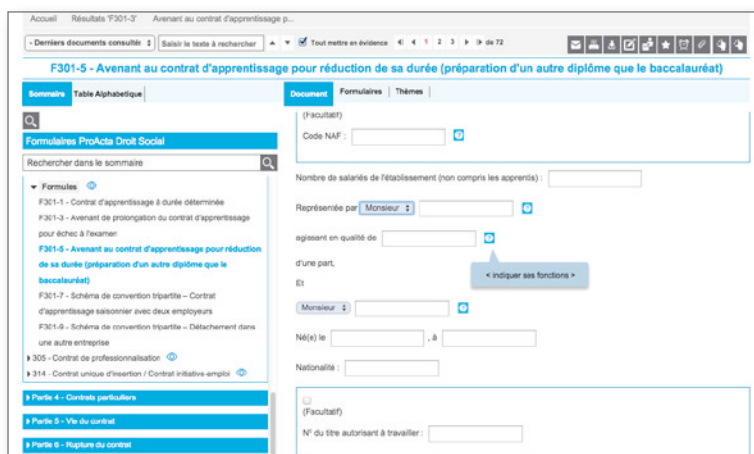 Accueil Résultats 'F301-3' Avenant au contrat d'apprentissage p...
- Derniers documents consultés Saisir le texte à rechercher Tout mettre en évidence 1 2 3 de 72
F301-5 - Avenant au contrat d'apprentissage pour réduction de sa durée (préparation d'un autre diplôme que le baccalauréat)
Sommaire Table Alphabetique
Formulaires ProActa Droit Social
Rechercher dans le sommaire
Formules
F301-1 - Contrat d'apprentissage à durée déterminée
F301-3 - Avenant de prolongation du contrat d'apprentissage
pour échec à l'examen
F301-5 - Avenant au contrat d'apprentissage pour réduction
de sa durée (préparation d'un autre diplôme que le
baccalauréat)
F301-7 - Schéma de convention tripartite – Contrat
d'apprentissage saisonnier avec deux employeurs
F301-9 - Schéma de convention tripartite – Détachement dans
une autre entreprise
305 - Contrat de professionnalisation
314 - Contrat unique d'insertion / Contrat initiative-emploi
Partie 4 - Contrats particuliers
Partie 5 - Vie du contrat
Partie 6 - Rupture du contrat
Document Formulaires Thèmes
(Facultatif)
Code NAF :
Nombre de salariés de l'établissement (non compris les apprentis) :
Représentée par Monsieur
agissant en qualité de
d'une part,
< indiquer ses fonctions >
Et
Monsieur
Né(e) le , à
Nationalité :
(Facultatif)
N° du titre autorisant à travailler :